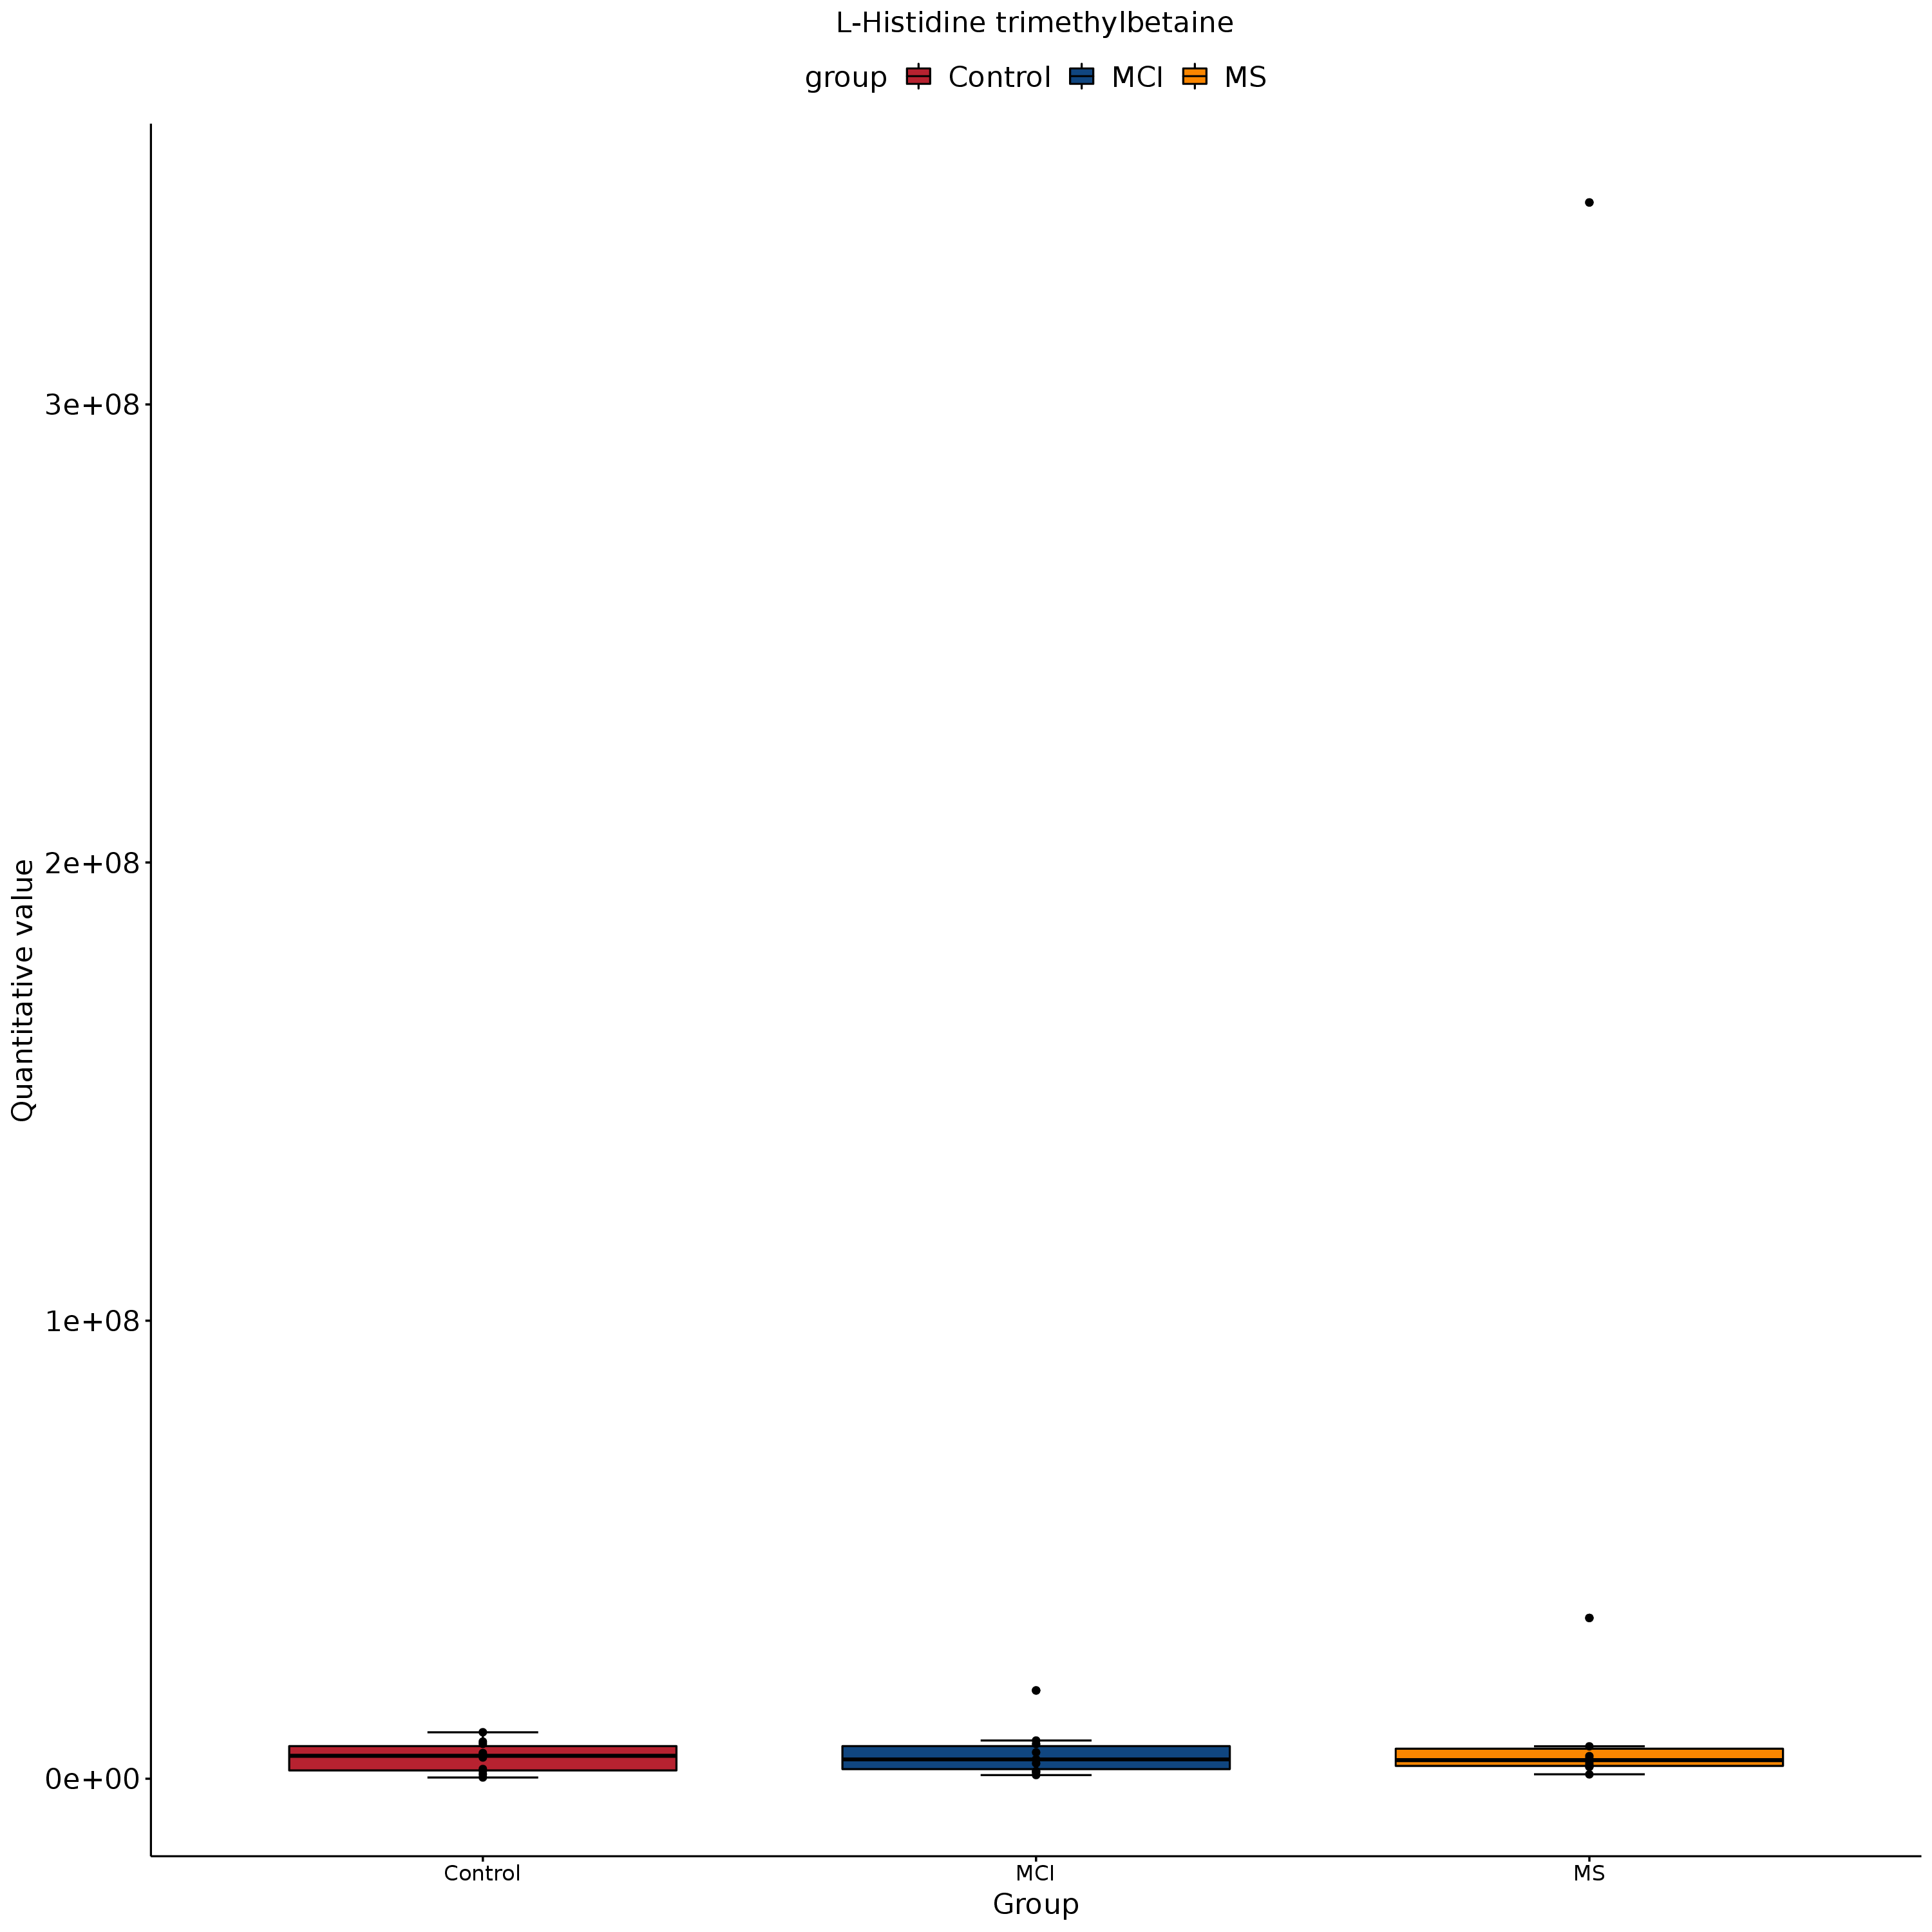 L-Histidine trimethylbetaine
group Control MCI MS
3e+08
2e+08
1e+08
0e+00
Quantitative value
Control MCI MS
Group